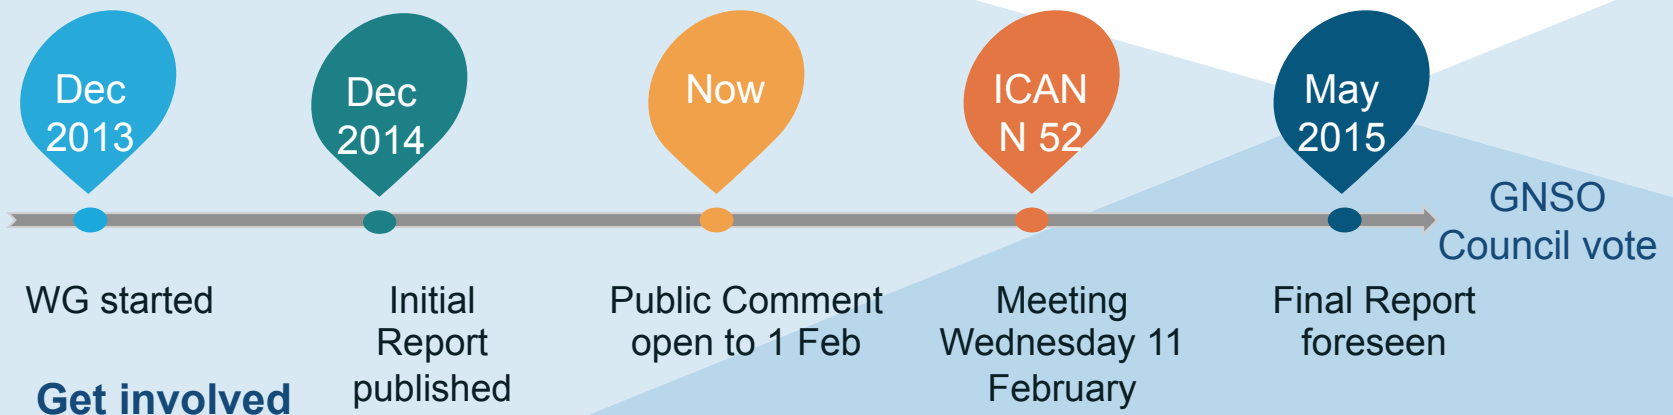 Dec
2013
Dec
2014
Now
ICAN
N 52
May
2015
GNSO
Council vote
WG started
Initial
Report
published
Public Comment
open to 1 Feb
Meeting
Wednesday 11
February
Final Report
foreseen
Get involved